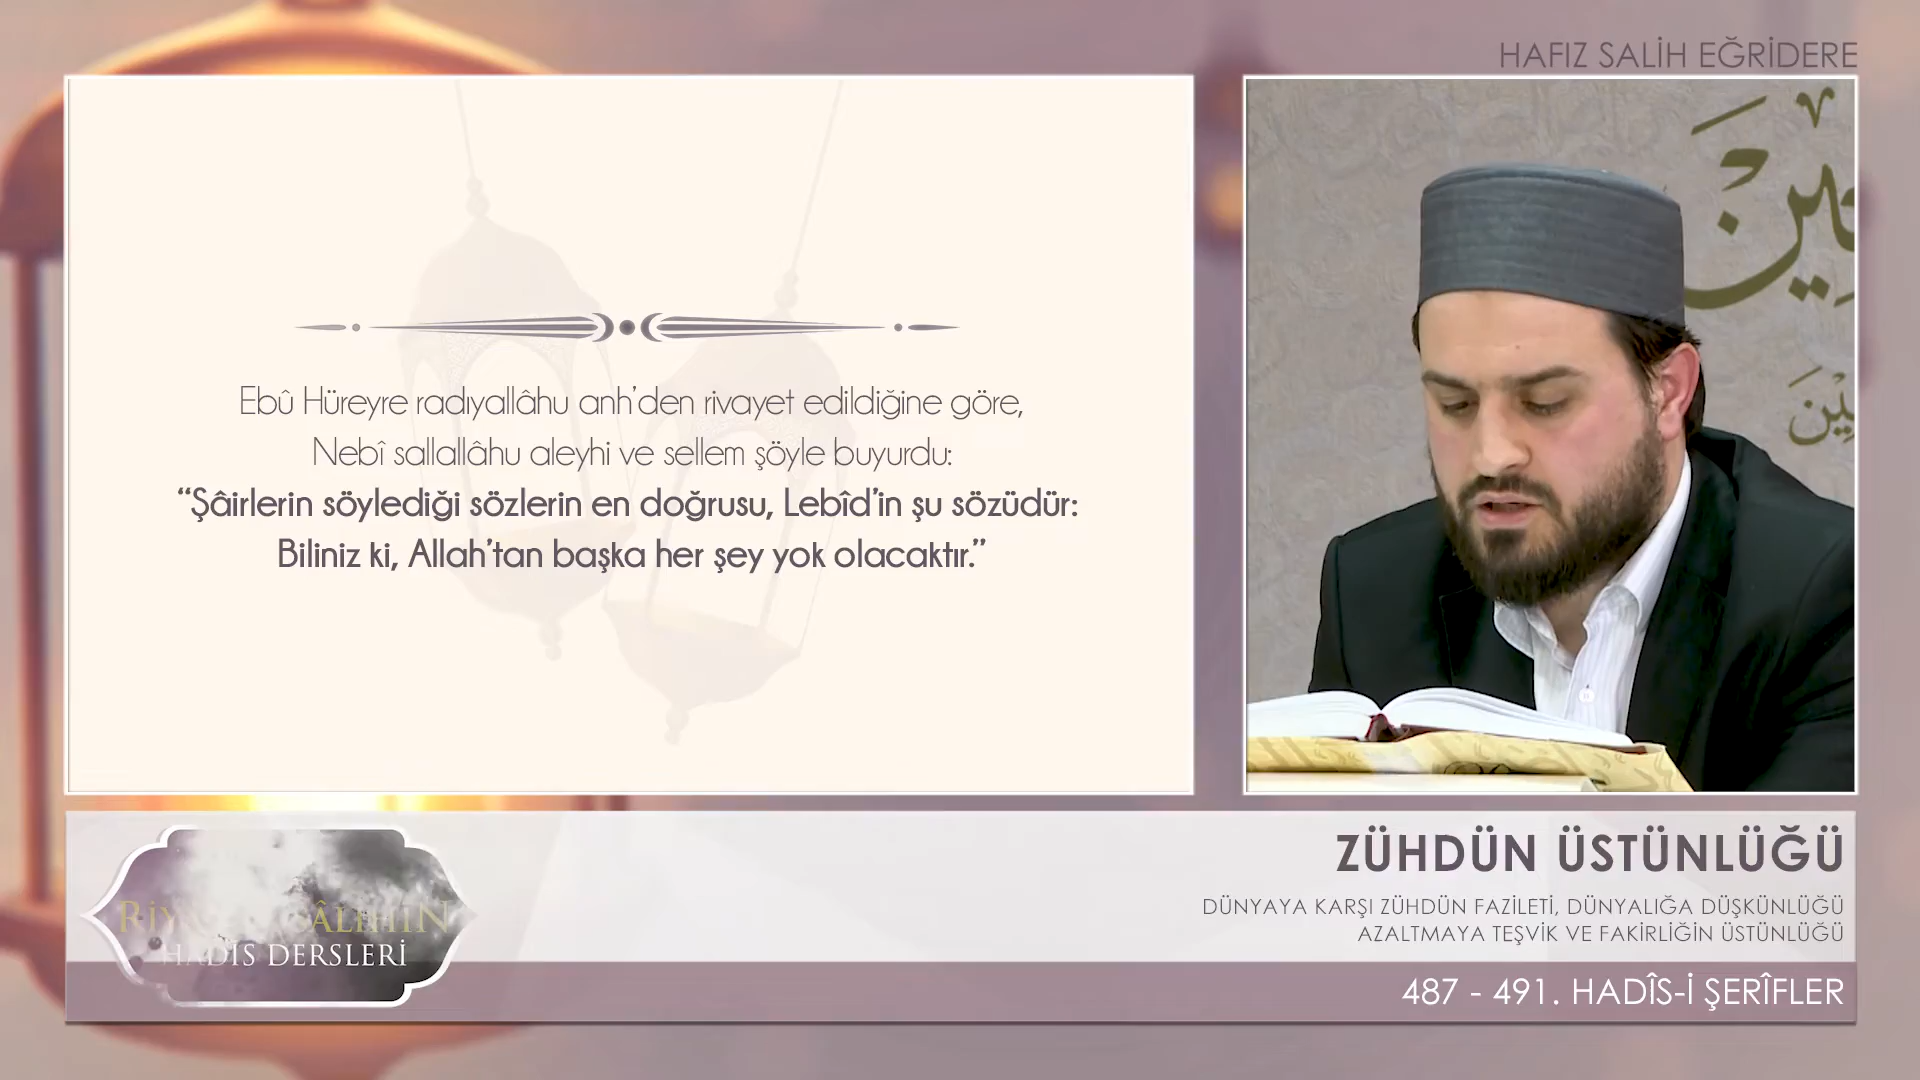 HAFIZ SALİH EĞRİDERE
Ebû Hüreyre radıyallâhu anh’den rivayet edildiğine göre,
Nebî sallallâhu aleyhi ve sellem şöyle buyurdu:
“Şâirlerin söylediği sözlerin en doğrusu, Lebîd’in şu sözüdür:
Biliniz ki, Allah’tan başka her şey yok olacaktır.”
HADİS DERSLERİ
ZÜHDÜN ÜSTÜNLÜĞÜ
DÜNYAYA KARŞI ZÜHDÜN FAZİLETİ, DÜNYALIĞA DÜŞKÜNLÜĞÜ
AZALTMAYA TEŞVİK VE FAKİRLİĞİN ÜSTÜNLÜĞÜ
487 - 491. HADÎS-İ ŞERÎFLER